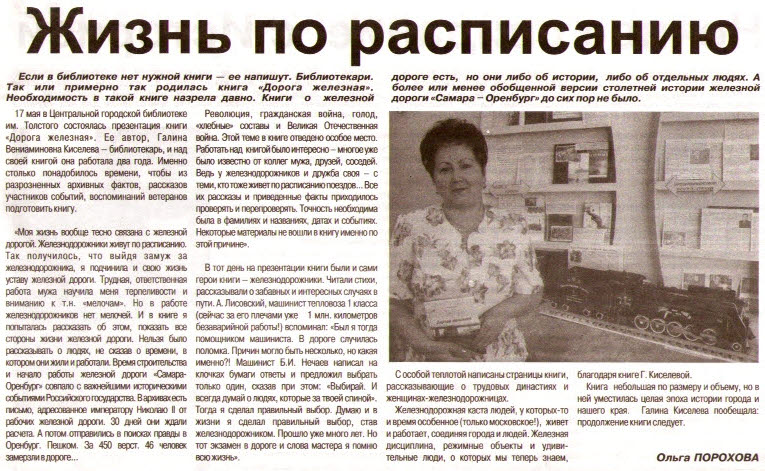 Жизнь по расписанию
Если в библиотеке нет нужной книги – ее напишут. Библиотекари.
Так или примерно так родилась книга «Дорога железная».
Необходимость в такой книге назрела давно. Книги о железной
дороге есть, но они либо об истории, либо об отдельных людях. А
более или менее обобщенной версии столетней истории железной
дороги «Самара – Оренбург» до сих пор не было.
17 мая в Центральной городской библиотеке
им. Толстого состоялась презентация книги
«Дорога железная». Ее автор, Галина
Вениаминовна Киселева – библиотекарь, и над
своей книгой она работала два года. Именно
столько понадобилось времени, чтобы из
разрозненных архивных фактов, рассказов
участников событий, воспоминаний ветеранов
подготовить книгу.
«Моя жизнь вообще тесно связана с железной
дорогой. Железнодорожники живут по расписанию.
Так получилось, что выйдя замуж за
железнодорожника, я подчинила и свою жизнь
уставу железной дороги. Трудная, ответственная
работа мужа научила меня терпеливости и
вниманию к т.н. «мелочам». Но в работе
железнодорожников нет мелочей. И в книге я
попыталась рассказать об этом, показать все
стороны жизни железной дороги. Нельзя было
рассказывать о людях, не сказав о времени, в
котором они жили и работали. Время строительства
и начало работы железной дороги «Самара-
Оренбург» совпало с важнейшими историческими
событиями Российского государства. В архивах есть
письмо, адресованное императору Николаю II от
рабочих железной дороги. 30 дней они ждали
расчета. А потом отправились в поисках правды в
Оренбург. Пешком. За 450 верст. 46 человек
замерзли в дороге...
Революция, гражданская война, голод,
«хлебные» составы и Великая Отечественная
война. Этой теме в книге отведено особое место.
Работать над книгой было интересно – многое уже
было известно от коллег мужа, друзей, соседей.
Ведь у железнодорожников и дружба своя – с
теми, кто тоже живет по расписанию поездов... Все
их рассказы и приведенные факты приходилось
проверять и перепроверять. Точность необходима
была в фамилиях и названиях, датах и событиях.
Некоторые материалы не вошли в книгу именно по
этой причине».
В тот день на презентации книги были и сами
герои книги – железнодорожники. Читали стихи,
рассказывали о забавных и интересных случаях в
пути. А. Лисовский, машинист тепловоза 1 класса
(сейчас за его плечами уже 1 млн. километров
безаварийной работы!) вспоминал: «Был я тогда
помощником машиниста. В дороге случилась
поломка. Причин могло быть несколько, но какая
именно?! Машинист Б.И. Нечаев написал на
клочках бумаги ответы и предложил выбрать
только один, сказав при этом: «Выбирай. И
всегда думай о людях, которые за твоей спиной».
Тогда я сделал правильный выбор. Думаю и в
жизни я сделал правильный выбор, став
железнодорожником. Прошло уже много лет. Но
тот экзамен в дороге и слова мастера я помню
всю жизнь».
С особой теплотой написаны страницы книги,
рассказывающие о трудовых династиях и
женщинах-железнодорожницах.
Железнодорожная каста людей, у которых-то
и время особенное (только московское!), живет и
работает, соединяя города и людей. Железная
дисциплина, режимные объекты и удиви-
тельные люди, о которых мы теперь знаем,
благодаря книге Г. Киселевой.
Книга небольшая по размеру и объему, но в
ней уместилась целая эпоха истории города и
нашего края. Галина Киселева пообещала:
продолжение книги следует.
Ольга ПОРОХОВА